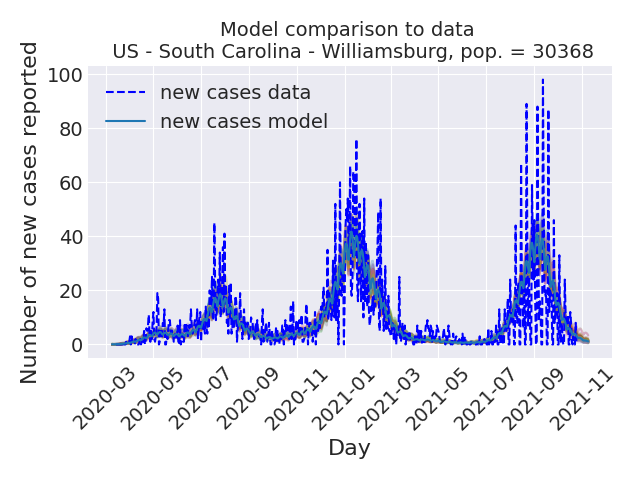 Model comparison to data
US - South Carolina - Williamsburg, pop. = 30368
Number of new cases reported
100
80
60
40
20
0
new cases data
new cases model
2020-03
2020-05
2020-07
2020-09
2020-11
2021-01
2021-03
2021-05
2021-07
2021-09
2021-11
Day